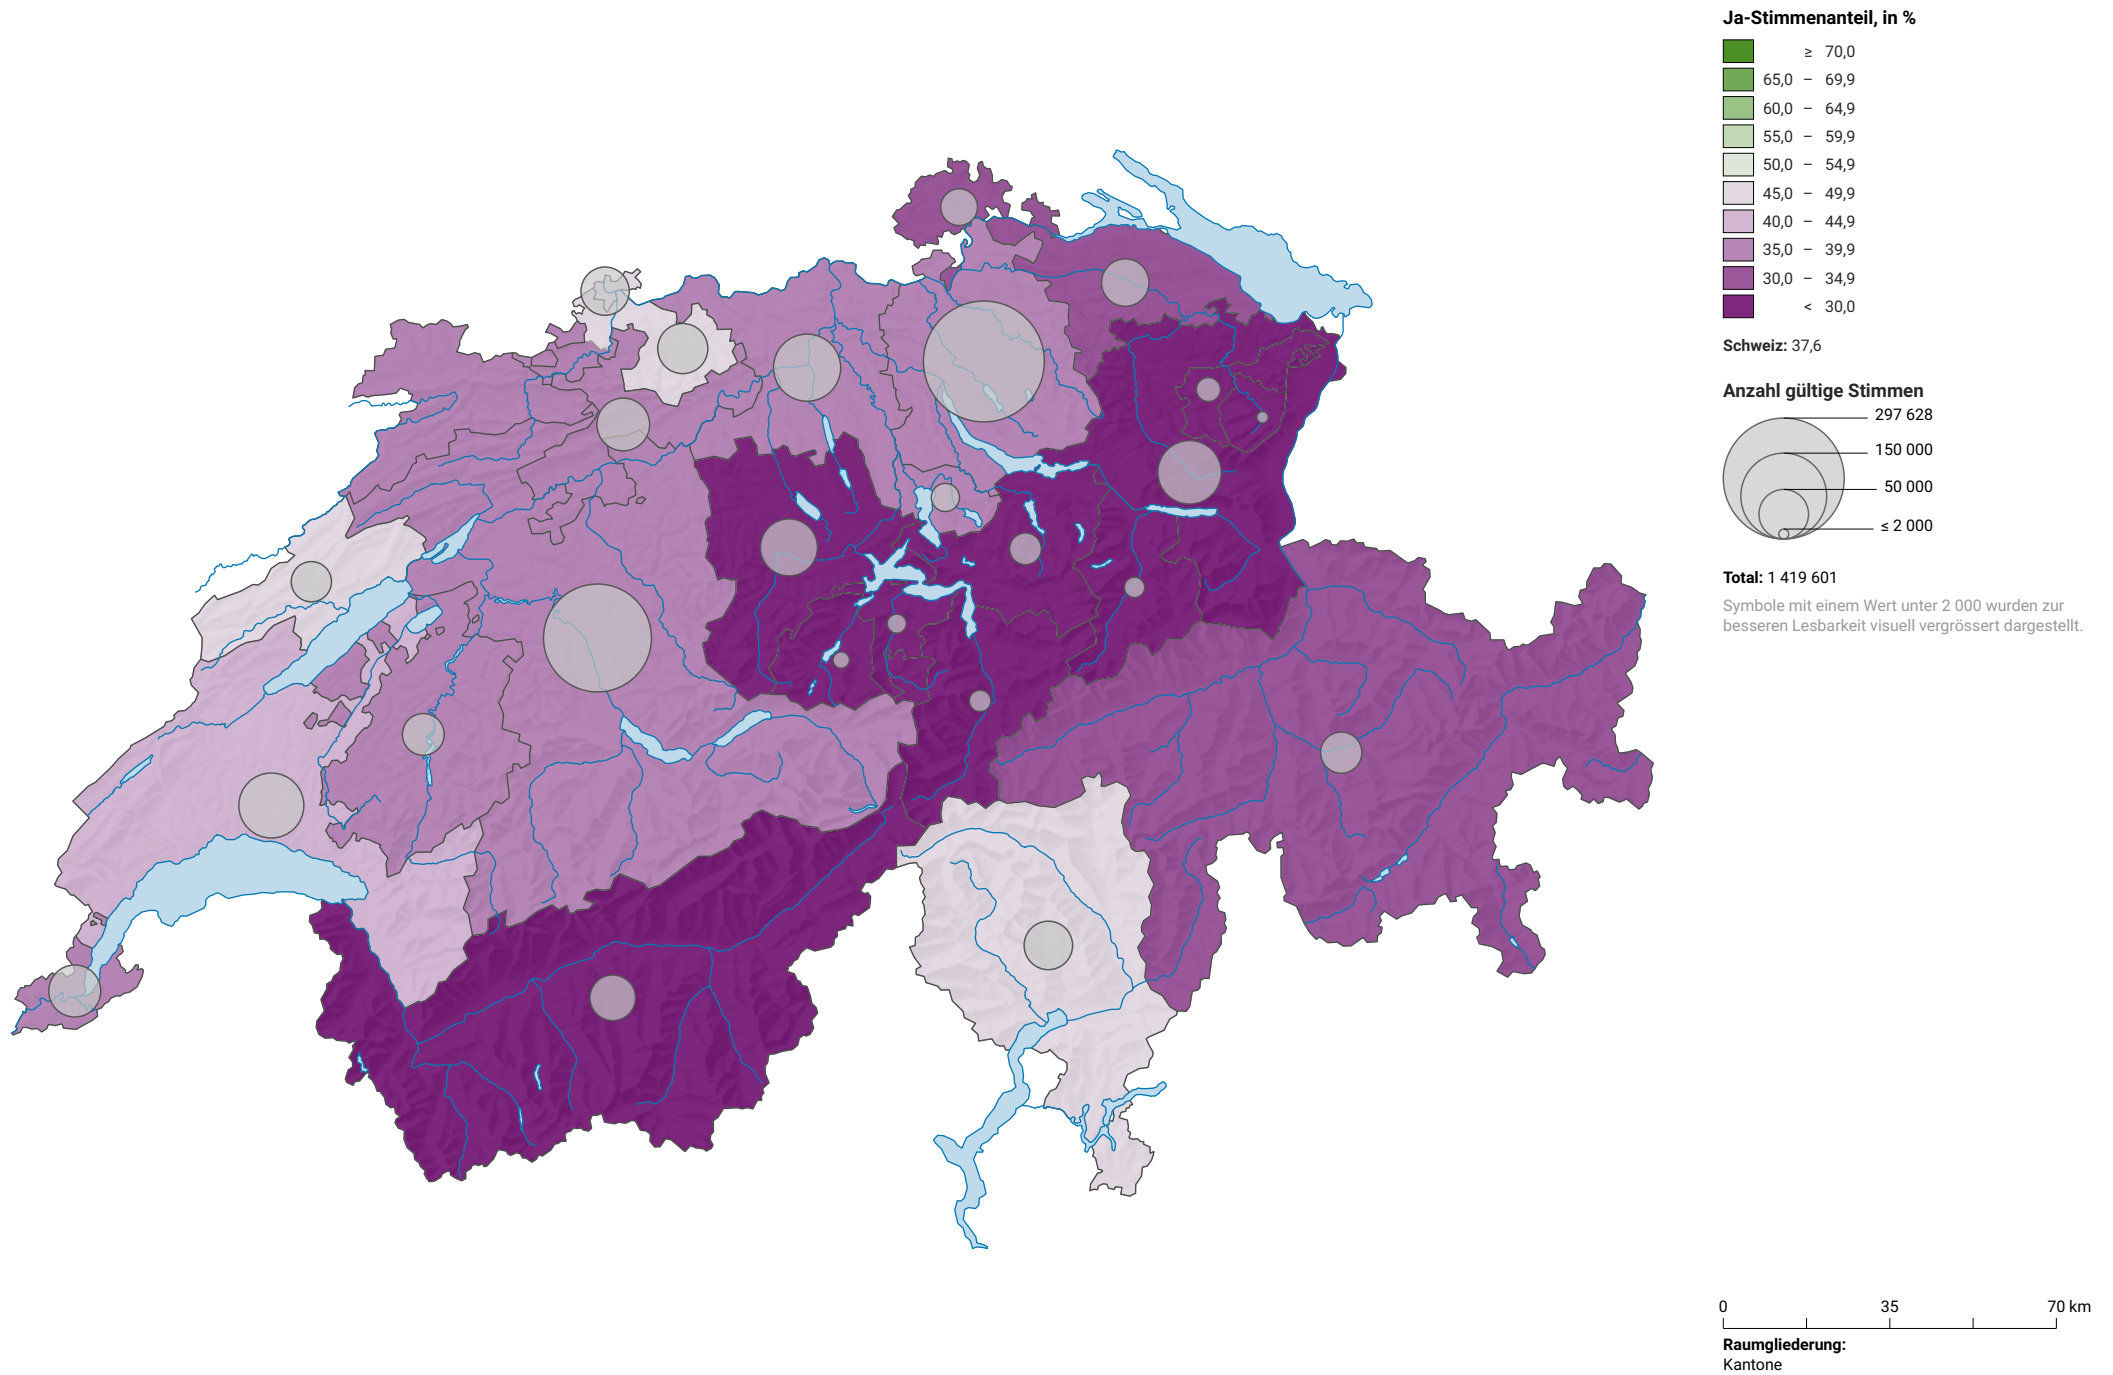 Ja-Stimmenanteil, in %
≥ 70,0
65,0 – 69,9
60,0 – 64,9
55,0 – 59,9
50,0 – 54,9
45,0 – 49,9
40,0 – 44,9
35,0 – 39,9
30,0 – 34,9
< 30,0
Schweiz: 37,6
Anzahl gültige Stimmen
297 628
150 000
50 000
≤ 2 000
Total: 1 419 601
Symbole mit einem Wert unter 2 000 wurden zur
besseren Lesbarkeit visuell vergrössert dargestellt.
0 35 70 km
Raumgliederung:
Kantone